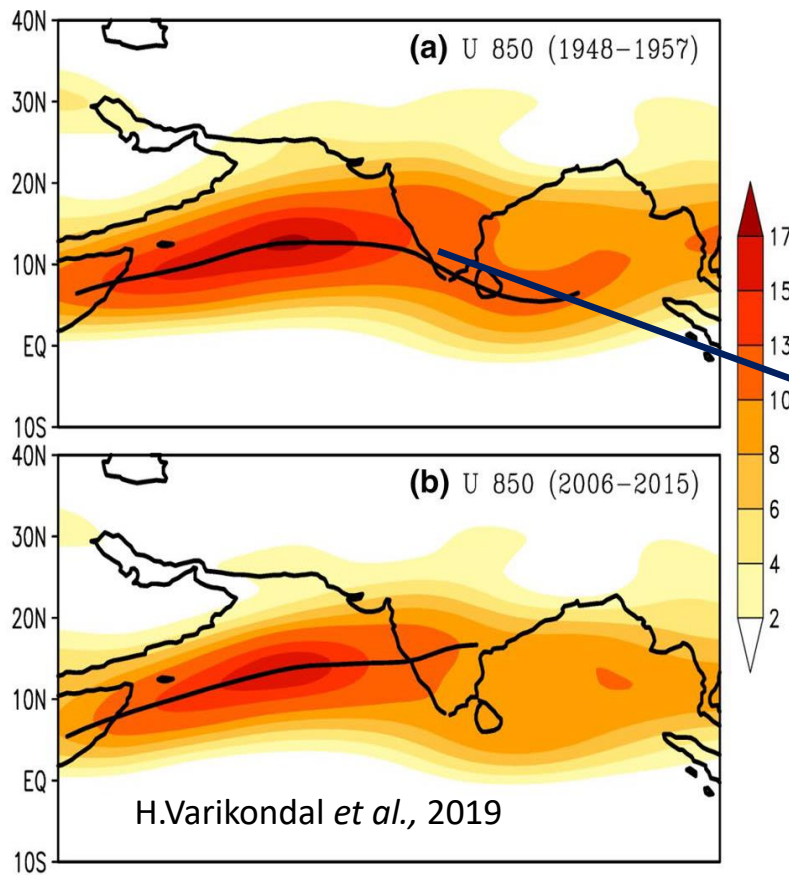 40N
(a) U 850 (1948−1957)
30N
20N
10N
EQ
10S
17
15
13
10
8
6
4
2
40N
(b) U 850 (2006−2015)
30N
20N
10N
EQ
10S
H.Varikondal et al., 2019